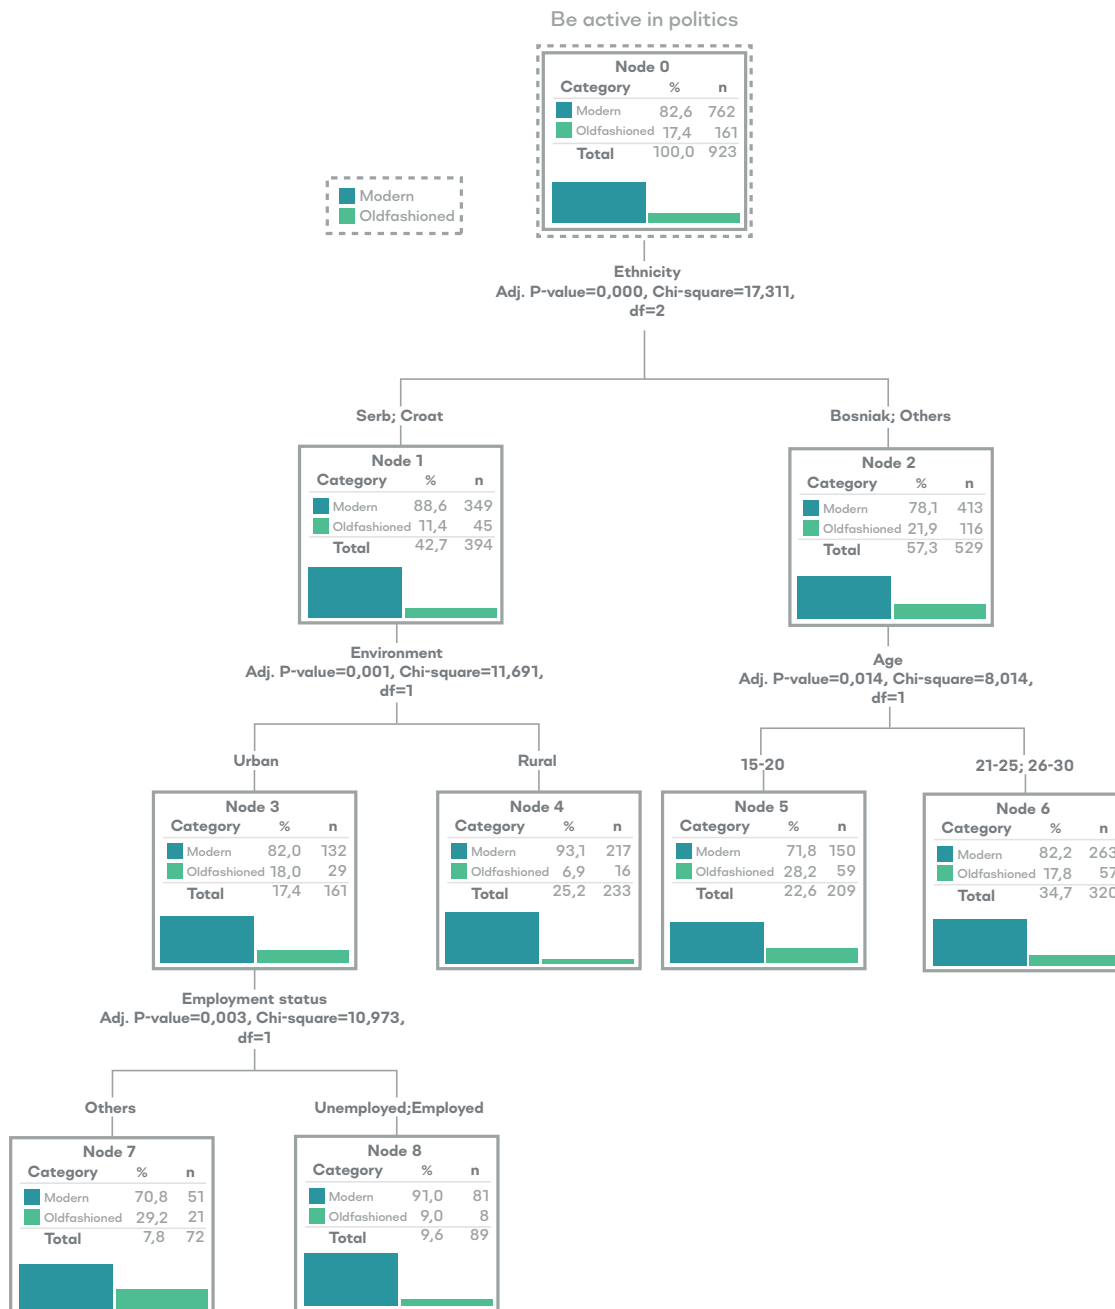 Be active in politics
Node 0
Category % n
Modern 82,6 762
Oldfashioned 17,4 161
Total 100,0 923
Modern
Oldfashioned
Ethnicity
Adj. P-value=0,000, Chi-square=17,311,
df=2
Serb; Croat
Bosniak; Others
Node 1
Category % n
Modern 88,6 349
Oldfashioned 11,4 45
Total 42,7 394
Node 2
Category % n
Modern 78,1 413
Oldfashioned 21,9 116
Total 57,3 529
Environment
Adj. P-value=0,001, Chi-square=11,691,
df=1
Age
Adj. P-value=0,014, Chi-square=8,014,
df=1
Urban
Rural
15-20
21-25; 26-30
Node 3
Category % n
Modern 82,0 132
Oldfashioned 18,0 29
Total 17,4 161
Node 4
Category % n
Modern 93,1 217
Oldfashioned 6,9 16
Total 25,2 233
Node 5
Category % n
Modern 71,8 150
Oldfashioned 28,2 59
Total 22,6 209
Node 6
Category % n
Modern 82,2 263
Oldfashioned 17,8 57
Total 34,7 320
Employment status
Adj. P-value=0,003, Chi-square=10,973,
df=1
Others
Unemployed;Employed
Node 7
Category % n
Modern 70,8 51
Oldfashioned 29,2 21
Total 7,8 72
Node 8
Category % n
Modern 91,0 81
Oldfashioned 9,0 8
Total 9,6 89